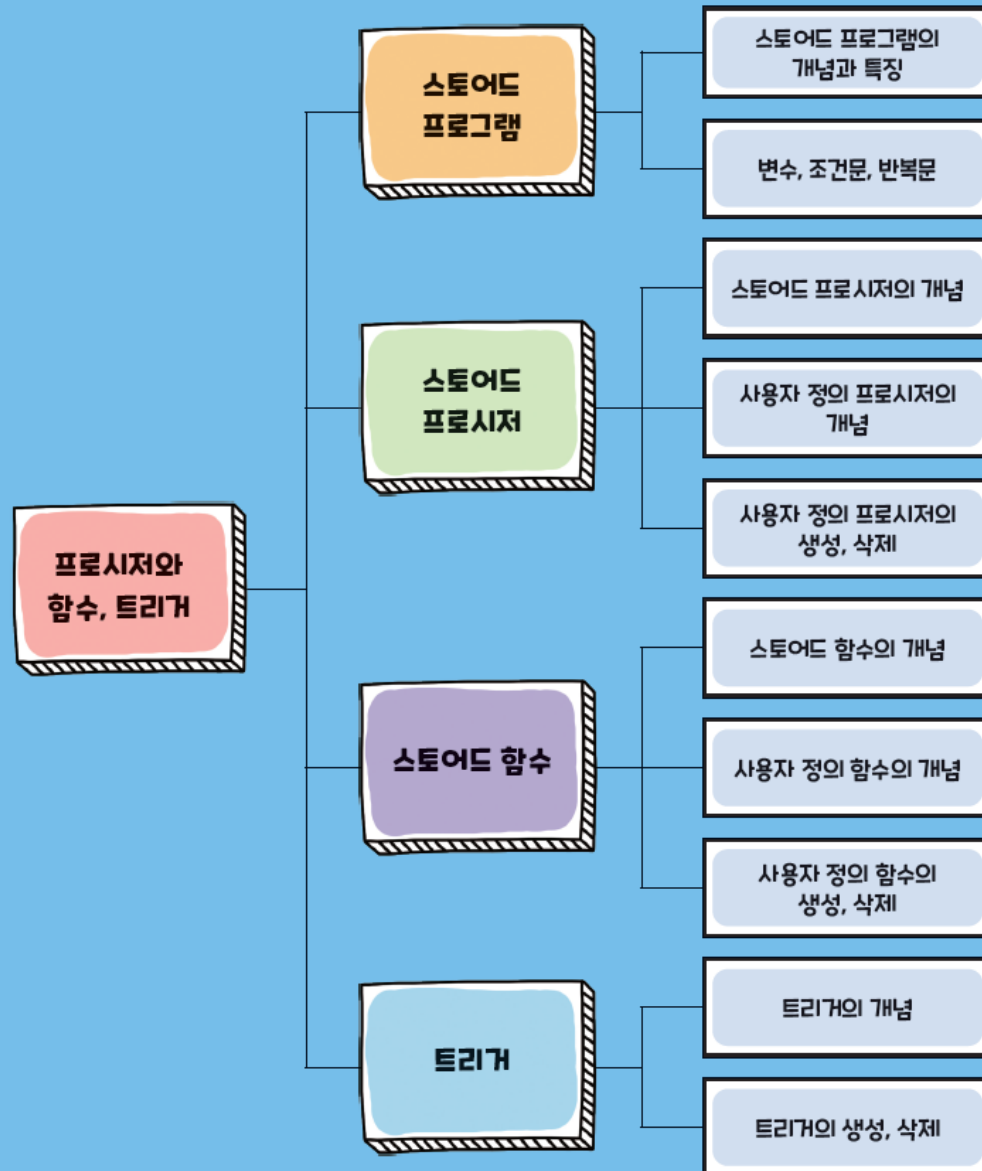 프로시저와
함수, 트리거
스토어드
프로그램
스토어드 프로그램의
개념과 특징
변수, 조건문, 반복문
스토어드
프로시저
스토어드 프로시저의 개념
사용자 정의 프로시저의
개념
사용자 정의 프로시저의
생성, 삭제
스토어드 함수
스토어드 함수의 개념
사용자 정의 함수의 개념
사용자 정의 함수의
생성, 삭제
트리거
트리거의 개념
트리거의 생성, 삭제